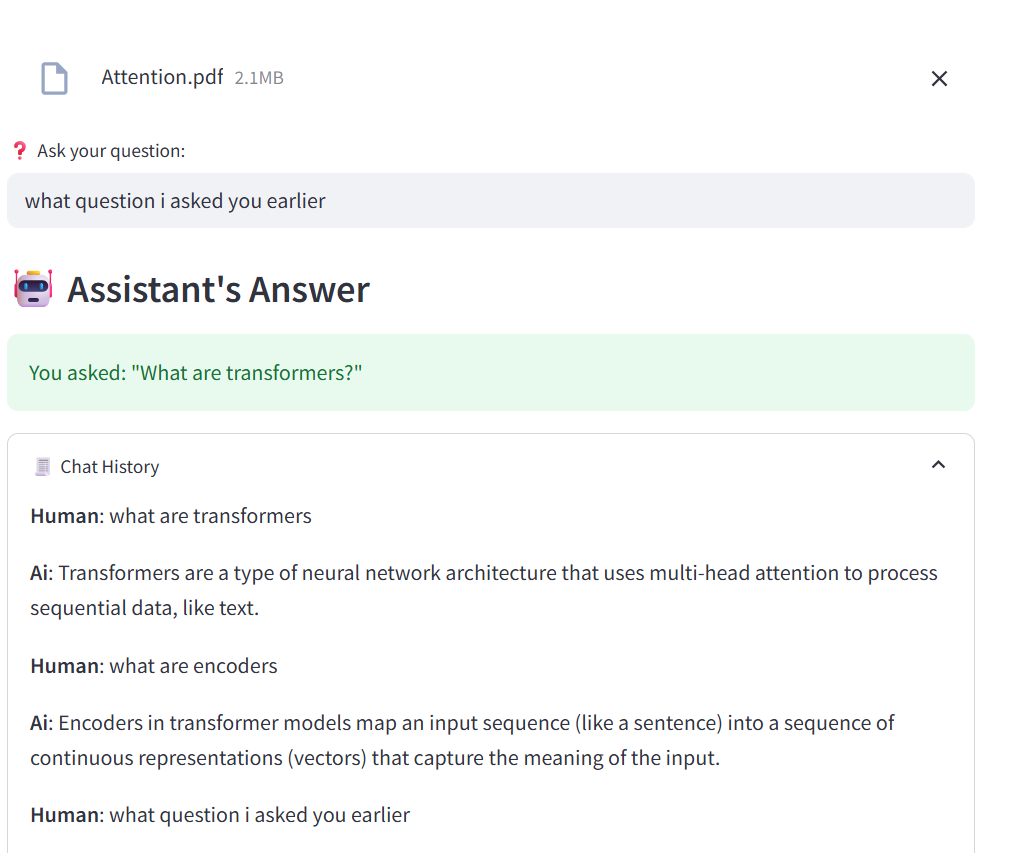 Attention.pdf 2.1MB
❓ Ask your question:
what question i asked you earlier
Assistant's Answer
You asked: "What are transformers?"
Chat History
Human: what are transformers
Ai: Transformers are a type of neural network architecture that uses multi-head attention to process
sequential data, like text.
Human: what are encoders
Ai: Encoders in transformer models map an input sequence (like a sentence) into a sequence of
continuous representations (vectors) that capture the meaning of the input.
Human: what question i asked you earlier